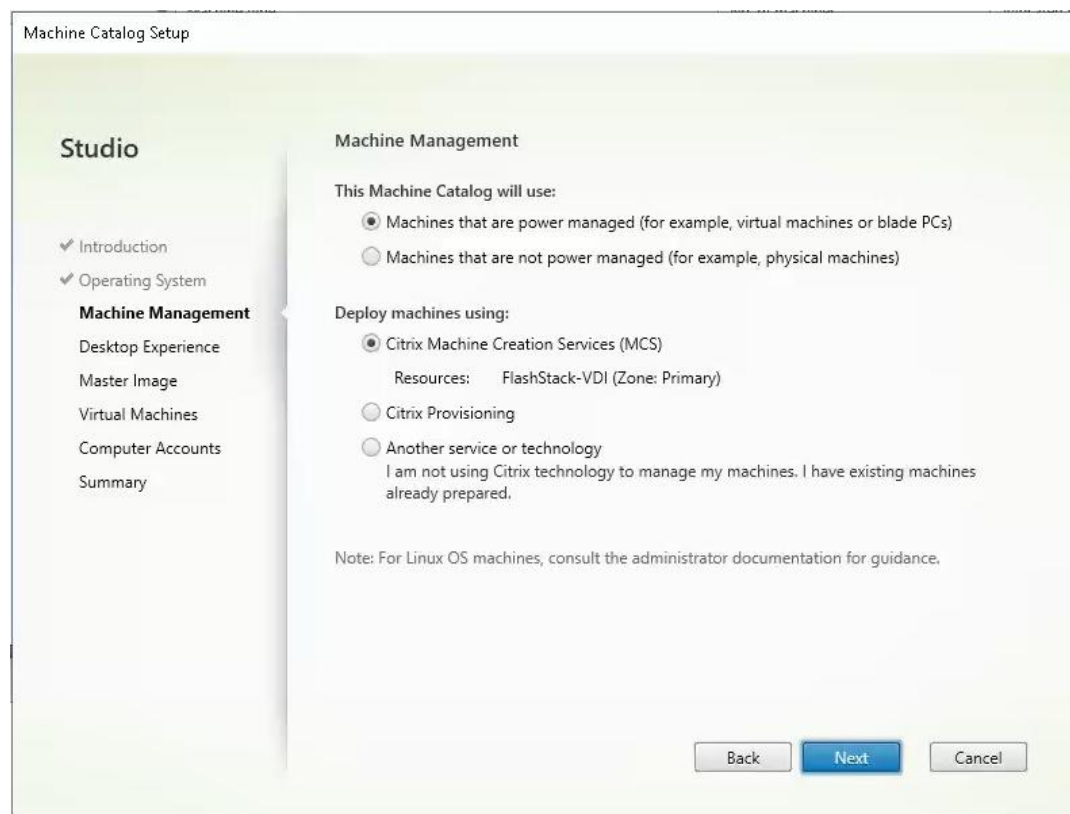 Machine Catalog Setup
Studio
Introduction
Operating System
Machine Management
Desktop Experience
Master Image
Virtual Machines
Computer Accounts
Summary
Machine Management
This Machine Catalog will use:
Machines that are power managed (for example, virtual machines or blade PCs)
Machines that are not power managed (for example, physical machines)
Deploy machines using:
Citrix Machine Creation Services (MCS)
Resources: FlashStack-VDI (Zone: Primary)
Citrix Provisioning
Another service or technology
I am not using Citrix technology to manage my machines. I have existing machines
already prepared.
Note: For Linux OS machines, consult the administrator documentation for guidance.
Back
Next
Cancel